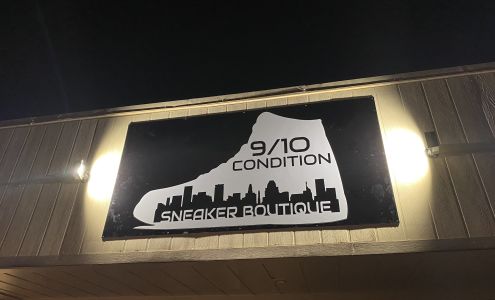 9/10
CONDITION
SNEAKER BOUTIQUE